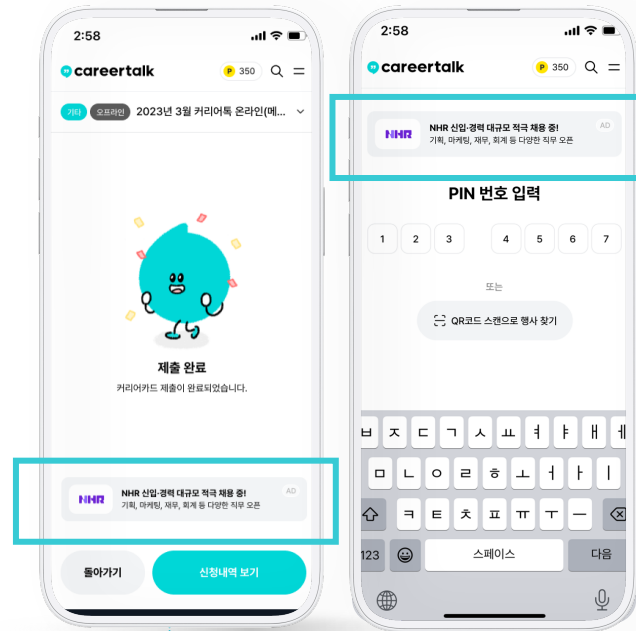 2:58
careertalk
P 350
기타 오프라인 2023년 3월 커리어톡 온라인(메...
제출 완료
커리어카드 제출이 완료되었습니다.
NHR
NHR 신입·경력 대규모 적극 채용 중!
기획, 마케팅, 재무, 회계 등 다양한 직무 오픈
AD
돌아가기
신청내역 보기
2:58
careertalk
P 350
NHR
NHR 신입·경력 대규모 적극 채용 중!
기획, 마케팅, 재무, 회계 등 다양한 직무 오픈
AD
PIN 번호 입력
1 2 3 4 5 6 7
또는
QR코드 스캔으로 행사 찾기
ㅂ ㅈ ㄷ ㄱ ㅅ ㅛ ㅕ ㅑ ㅐ ㅔ
ㅁ ㄴ ㅇ ㄹ ㅎ ㅗ ㅓ ㅏ ㅣ
ㅋ ㅌ ㅊ ㅍ ㅠ ㅜ ㅡ
123 스페이스 다음